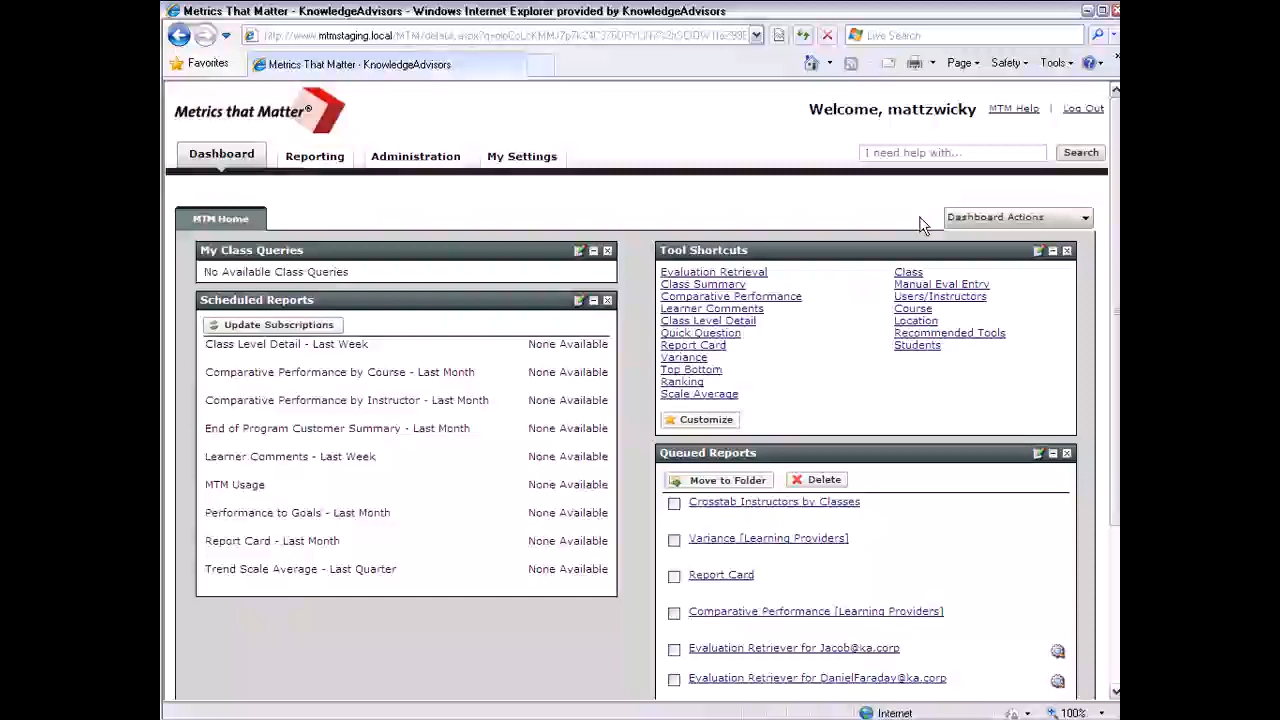 Metrics That Matter - KnowledgeAdvisors - Windows Internet Explorer provided by KnowledgeAdvisors
Live Search
Favorites
Metrics That Matter - KnowledgeAdvisors
Page
Safety
Tools
Metrics that Matter®
Welcome, mattzwicky
MTM Help | Log Out
Dashboard
Reporting
Administration
My Settings
I need help with...
Search
MTM Home
Dashboard Actions
My Class Queries
No Available Class Queries
Scheduled Reports
Update Subscriptions
Class Level Detail - Last Week None Available
Comparative Performance by Course - Last Month None Available
Comparative Performance by Instructor - Last Month None Available
End of Program Customer Summary - Last Month None Available
Learner Comments - Last Week None Available
MTM Usage None Available
Performance to Goals - Last Month None Available
Report Card - Last Month None Available
Trend Scale Average - Last Quarter None Available
Tool Shortcuts
Evaluation Retrieval
Class Summary
Comparative Performance
Learner Comments
Class Level Detail
Quick Question
Report Card
Variance
Top Bottom
Ranking
Scale Average
Class
Manual Eval Entry
Users/Instructors
Course
Location
Recommended Tools
Students
Customize
Queued Reports
Move to Folder
Delete
Crosstab Instructors by Classes
Variance [Learning Providers]
Report Card
Comparative Performance [Learning Providers]
Evaluation Retriever for Jacob@ka.corp
Evaluation Retriever for DanielFaraday@ka.corp
Internet
100%